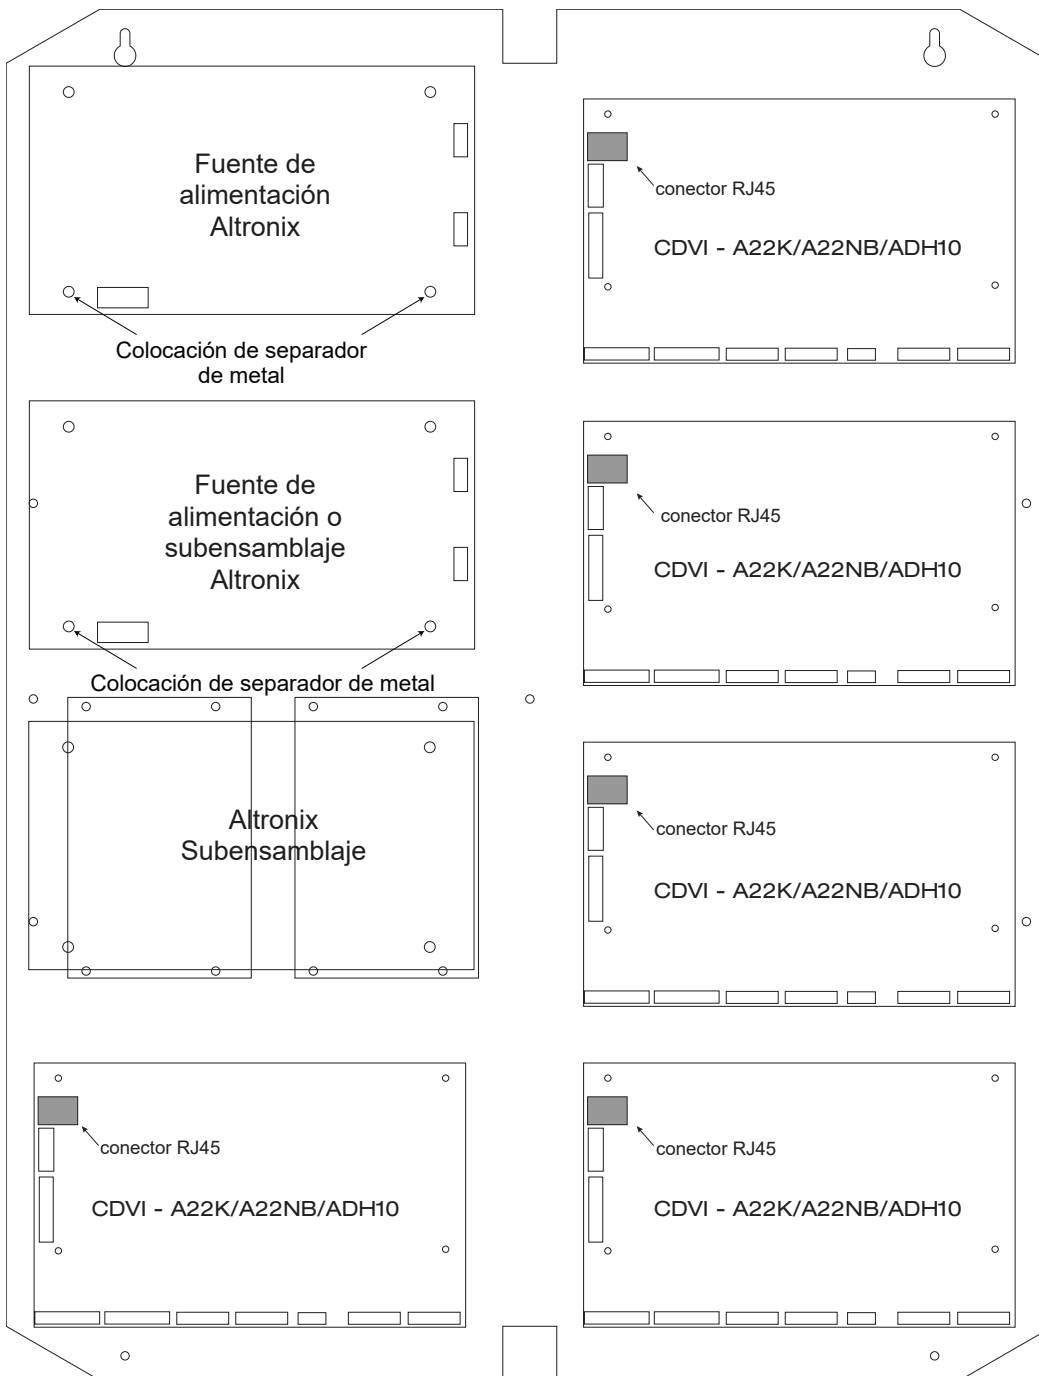 Fuente de
alimentación
Altronix
Colocación de separador
de metal
conector RJ45
CDVI - A22K/A22NB/ADH10
Fuente de
alimentación o
subensamblaje
Altronix
Colocación de separador de metal
conector RJ45
CDVI - A22K/A22NB/ADH10
Altronix
Subensamblaje
conector RJ45
CDVI - A22K/A22NB/ADH10
conector RJ45
CDVI - A22K/A22NB/ADH10
conector RJ45
CDVI - A22K/A22NB/ADH10